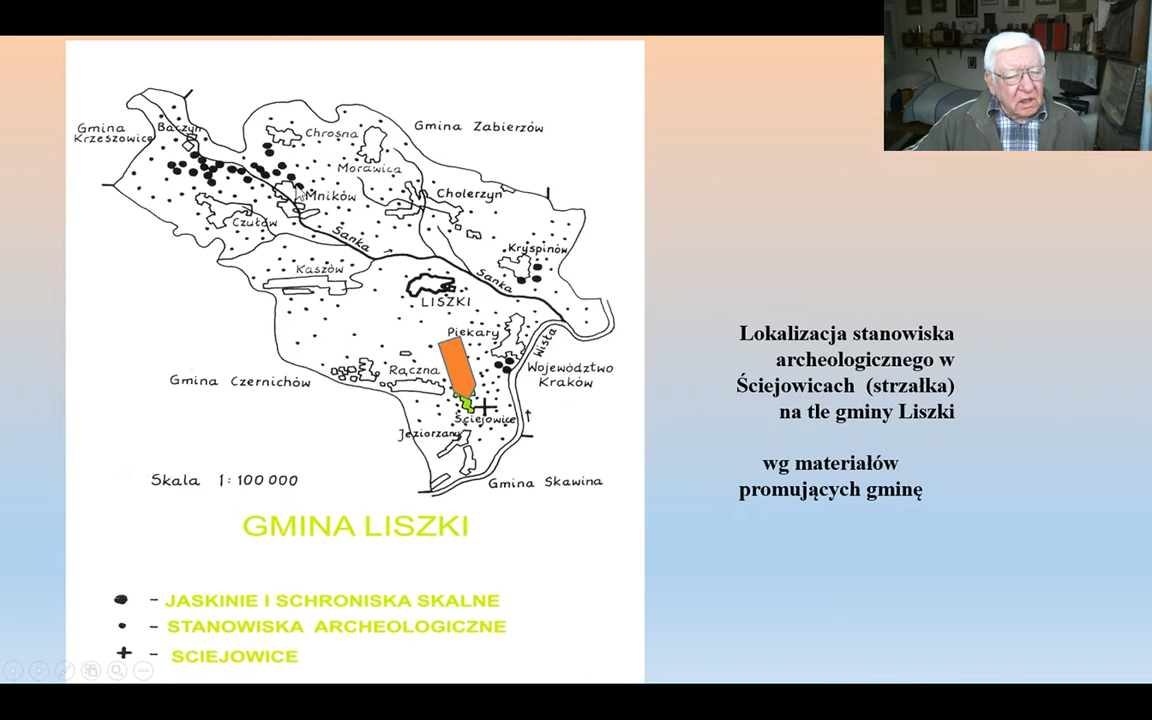 Gmina
Krzeszowice
Baczyn
Chrosna
Gmina Zabierzów
Morawica
Mników
Cholerzyn
Czułów
Sanka
Kryspinów
Kaszów
Sanka
LISZKI
Piekary
Wisła
Rączna
Województwo
Kraków
Gmina Czernichów
Ściejowice
Jeziorzany
Skala 1:100 000
Gmina Skawina
GMINA LISZKI
- JASKINIE I SCHRONISKA SKALNE
- STANOWISKA ARCHEOLOGICZNE
- SCIEJOWICE
Lokalizacja stanowiska
archeologicznego w
Ściejowicach (strzałka)
na tle gminy Liszki
wg materiałów
promujących gminę